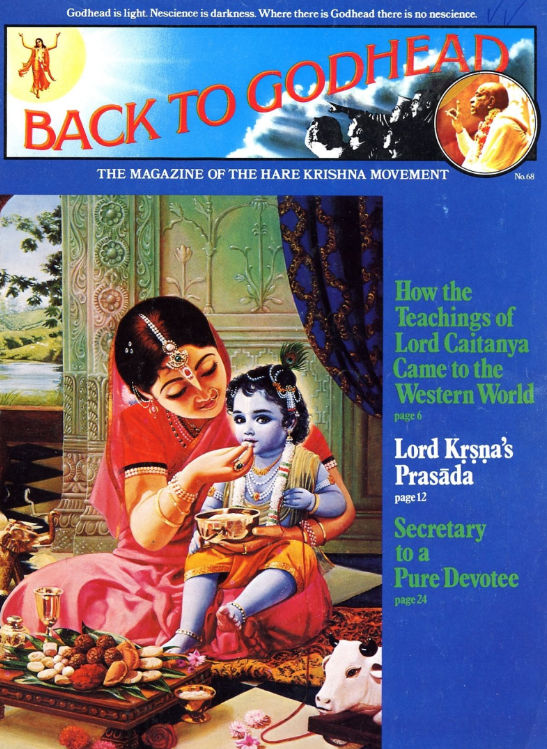 Godhead is light. Nescience is darkness. Where there is Godhead there is no nescience.
BACK TO GODHEAD
THE MAGAZINE OF THE HARE KRISHNA MOVEMENT
No. 68
How the
Teachings of
Lord Caitanya
Came to the
Western World
page 6
Lord Kṛṣṇa's
Prasāda
page 12
Secretary
to a
Pure Devotee
page 24